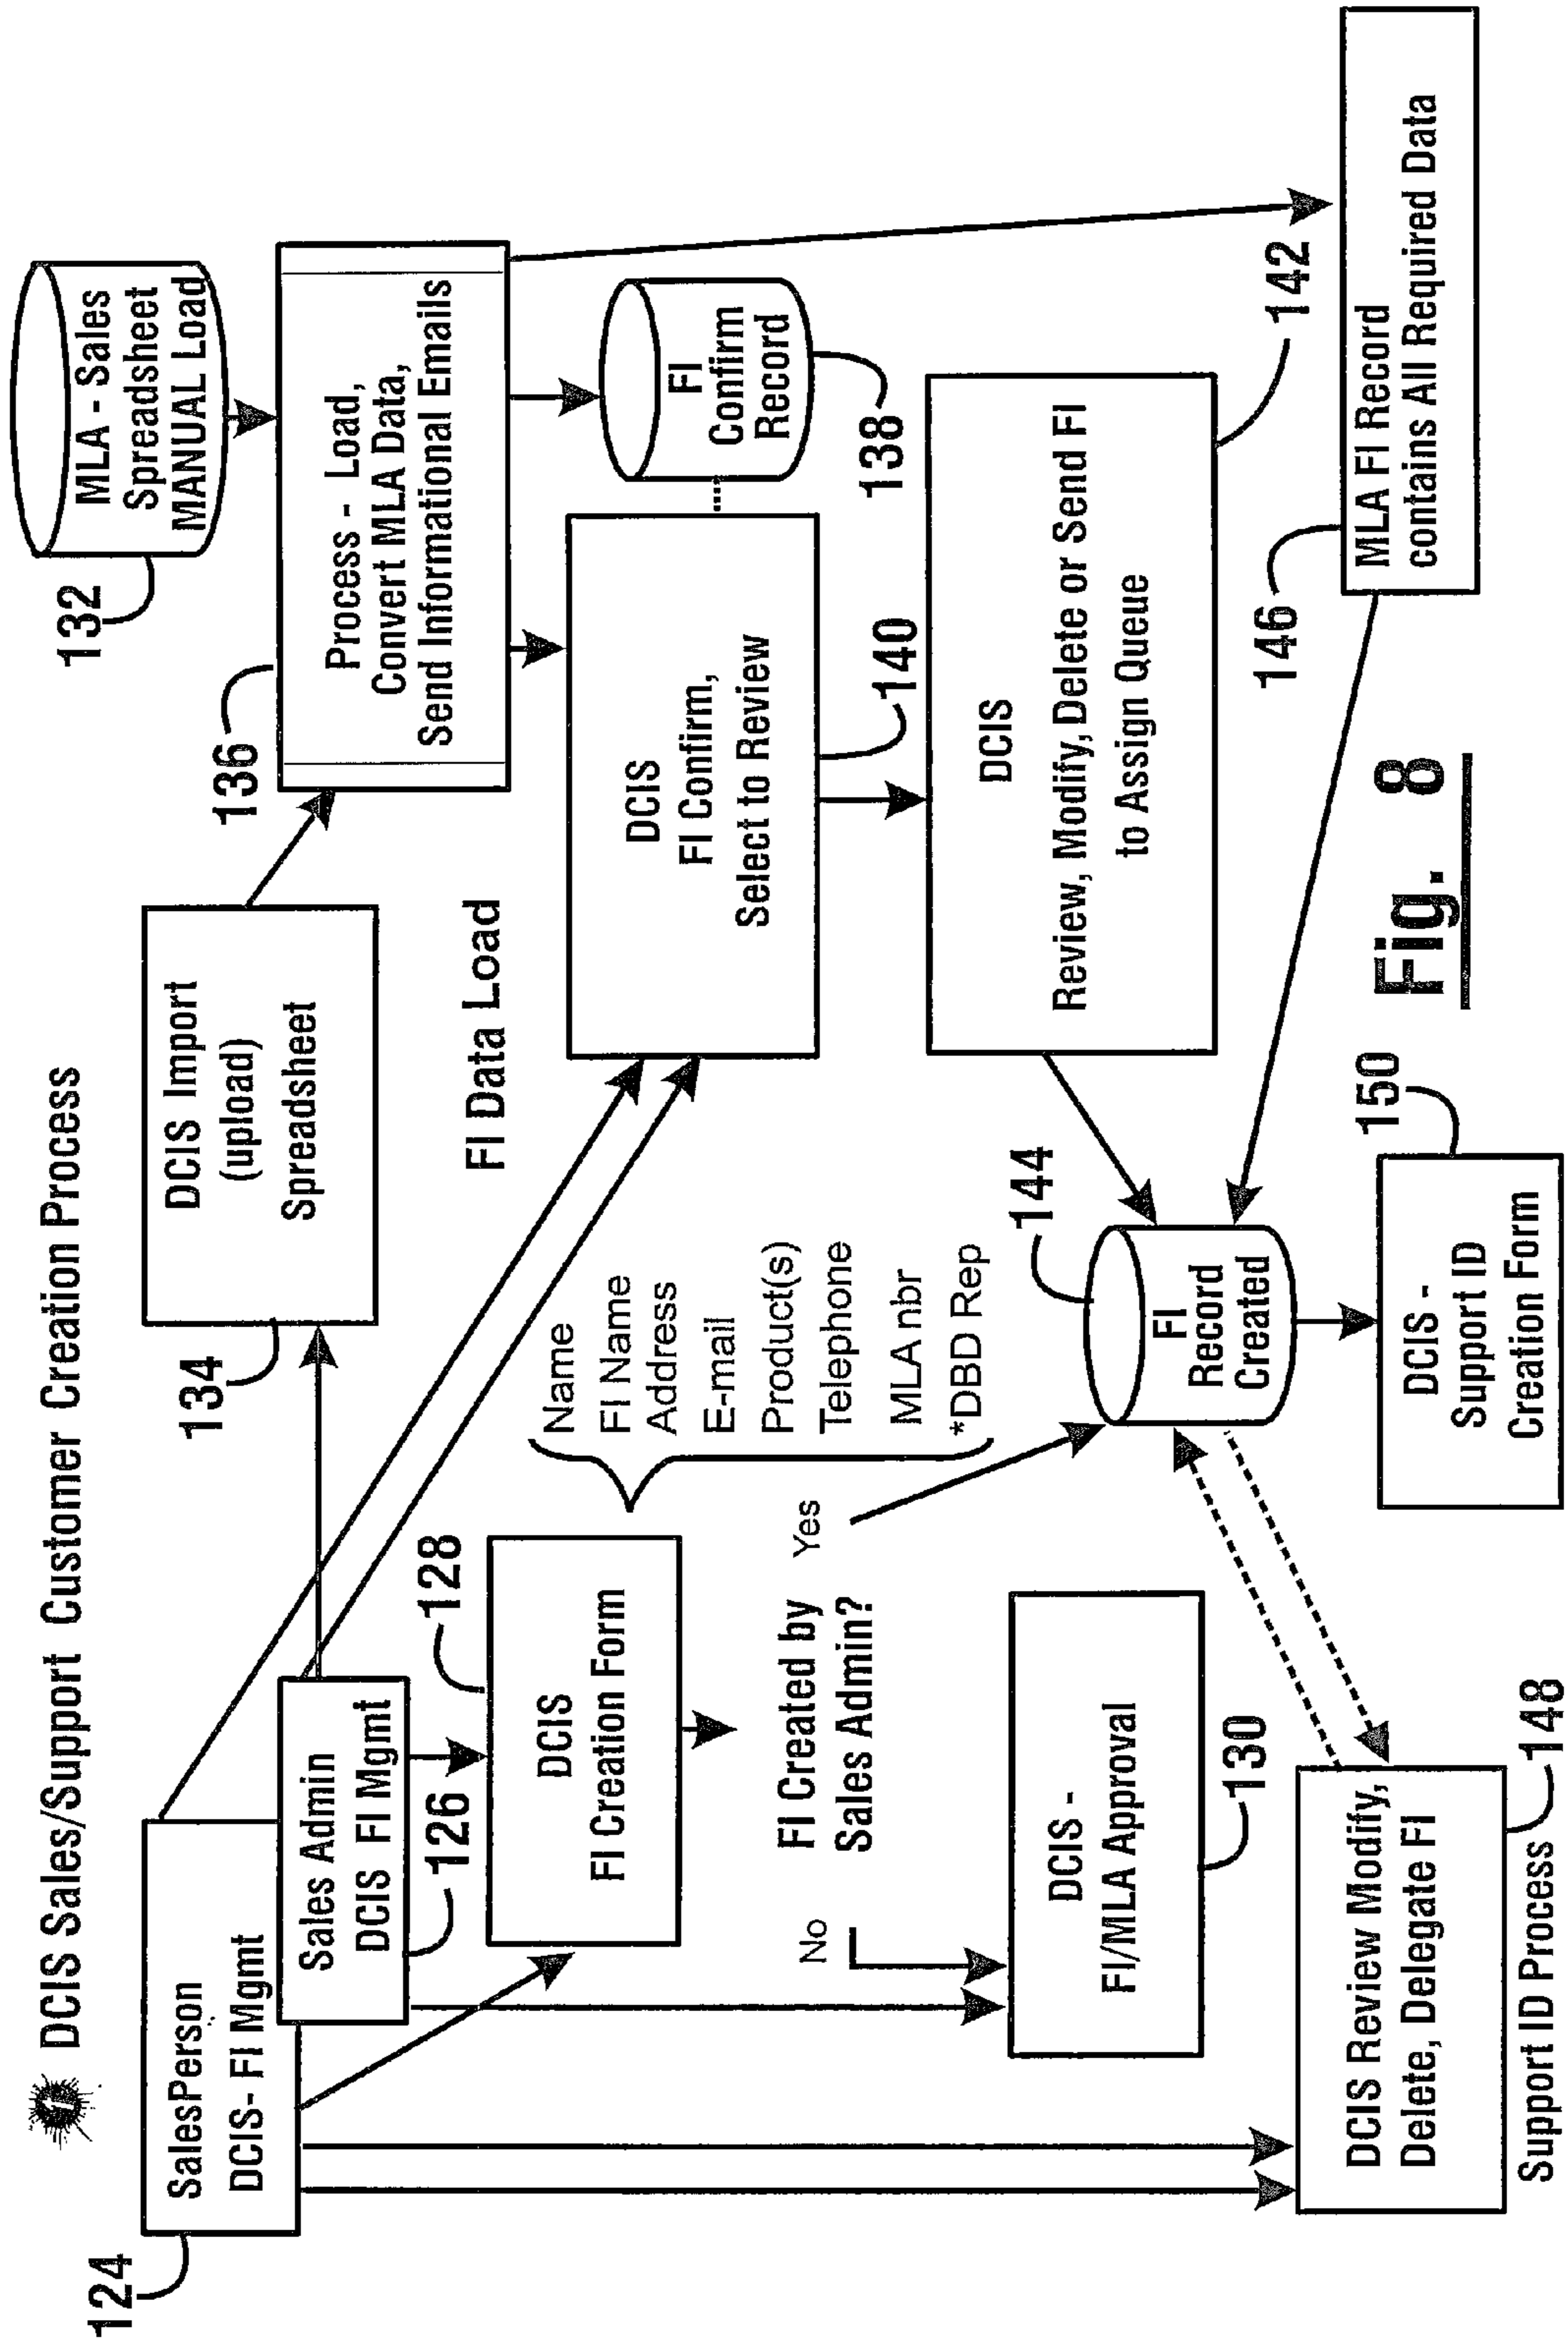 DCIS Sales/Support Customer Creation Process
124
SalesPerson
DCIS- FI Mgmt
Sales Admin
DCIS FI Mgmt
126
134
DCIS Import
(upload)
Spreadsheet
132
MLA - Sales
Spreadsheet
MANUAL Load
136
Process - Load,
Convert MLA Data,
Send Informational Emails
FI Data Load
128
DCIS
FI Creation Form
Name
FI Name
Address
E-mail
Product(s)
Telephone
MLA nbr
*DBD Rep
DCIS
FI Confirm,
Select to Review
140
FI
Confirm
Record
138
FI Created by
Sales Admin?
Yes
No
DCIS -
FI/MLA Approval
130
DCIS
Review, Modify, Delete or Send FI
to Assign Queue
142
144
FI
Record
Created
146
MLA FI Record
contains All Required Data
DCIS Review Modify,
Delete, Delegate FI
148
Support ID Process
150
DCIS -
Support ID
Creation Form
Fig. 8